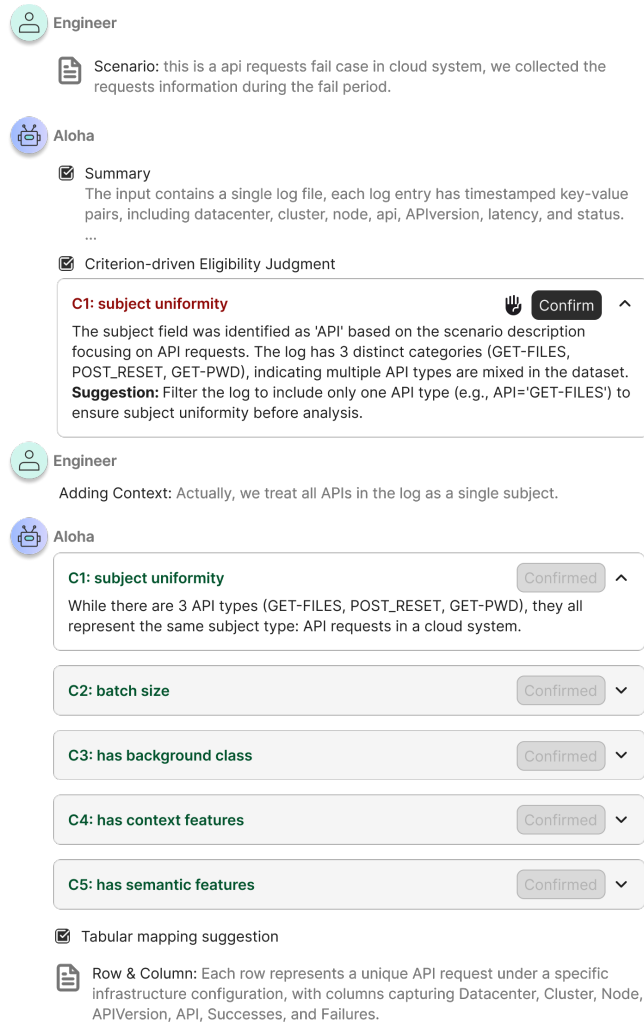 Engineer
Scenario: this is a api requests fail case in cloud system, we collected the
requests information during the fail period.
Aloha
Summary
The input contains a single log file, each log entry has timestamped key-value
pairs, including datacenter, cluster, node, api, APIversion, latency, and status.
...
Criterion-driven Eligibility Judgment
C1: subject uniformity Confirm
The subject field was identified as 'API' based on the scenario description
focusing on API requests. The log has 3 distinct categories (GET-FILES,
POST_RESET, GET-PWD), indicating multiple API types are mixed in the dataset.
Suggestion: Filter the log to include only one API type (e.g., API='GET-FILES') to
ensure subject uniformity before analysis.
Engineer
Adding Context: Actually, we treat all APIs in the log as a single subject.
Aloha
C1: subject uniformity Confirmed
While there are 3 API types (GET-FILES, POST_RESET, GET-PWD), they all
represent the same subject type: API requests in a cloud system.
C2: batch size Confirmed
C3: has background class Confirmed
C4: has context features Confirmed
C5: has semantic features Confirmed
Tabular mapping suggestion
Row & Column: Each row represents a unique API request under a specific
infrastructure configuration, with columns capturing Datacenter, Cluster, Node,
APIVersion, API, Successes, and Failures.